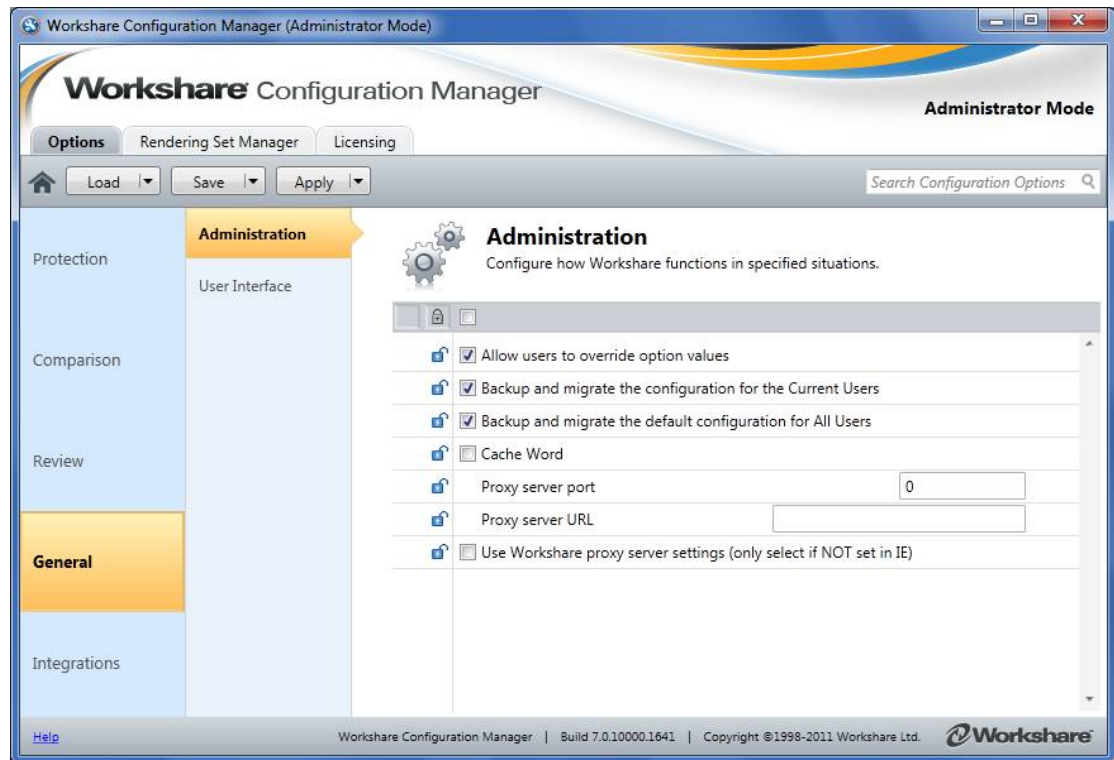 Workshare Configuration Manager (Administrator Mode)
Workshare Configuration Manager
Administrator Mode
Options Rendering Set Manager Licensing
Load Save Apply Search Configuration Options
Protection
Comparison
Review
General
Integrations
Administration
User Interface
Administration
Configure how Workshare functions in specified situations.
Allow users to override option values
Backup and migrate the configuration for the Current Users
Backup and migrate the default configuration for All Users
Cache Word
Proxy server port 0
Proxy server URL
Use Workshare proxy server settings (only select if NOT set in IE)
Help Workshare Configuration Manager | Build 7.0.10000.1641 | Copyright ©1998-2011 Workshare Ltd. Workshare